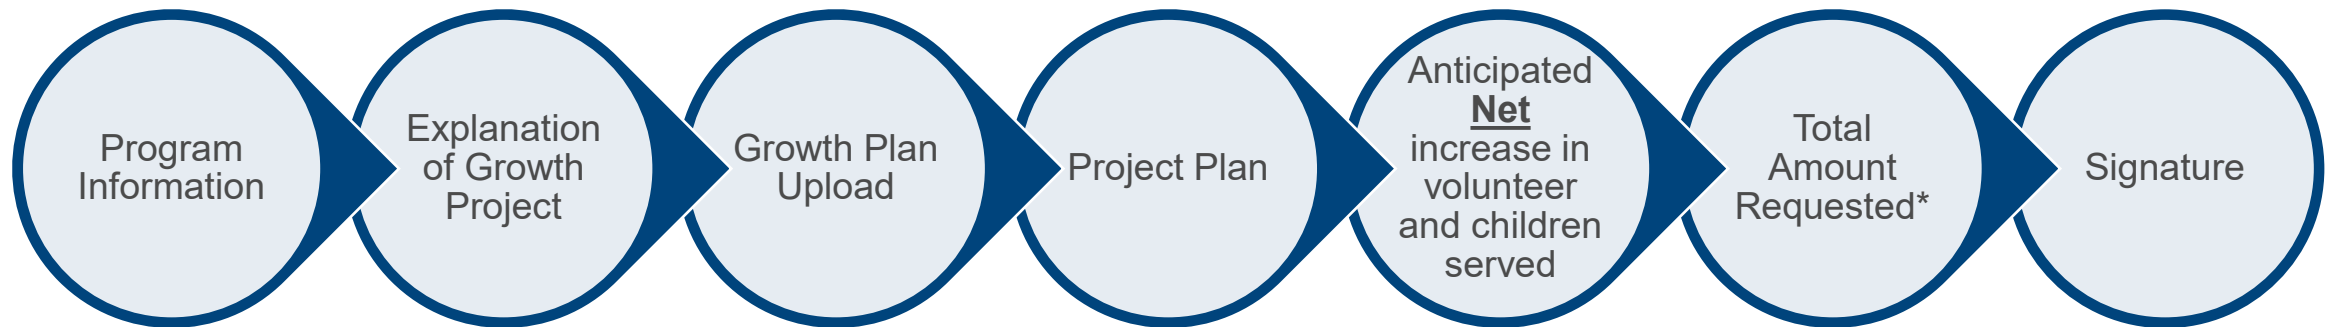 Program
Information
Explanation
of Growth
Project
Growth Plan
Upload
Project Plan
Anticipated
Net
increase in
volunteer
and children
served
Total
Amount
Requested*
Signature